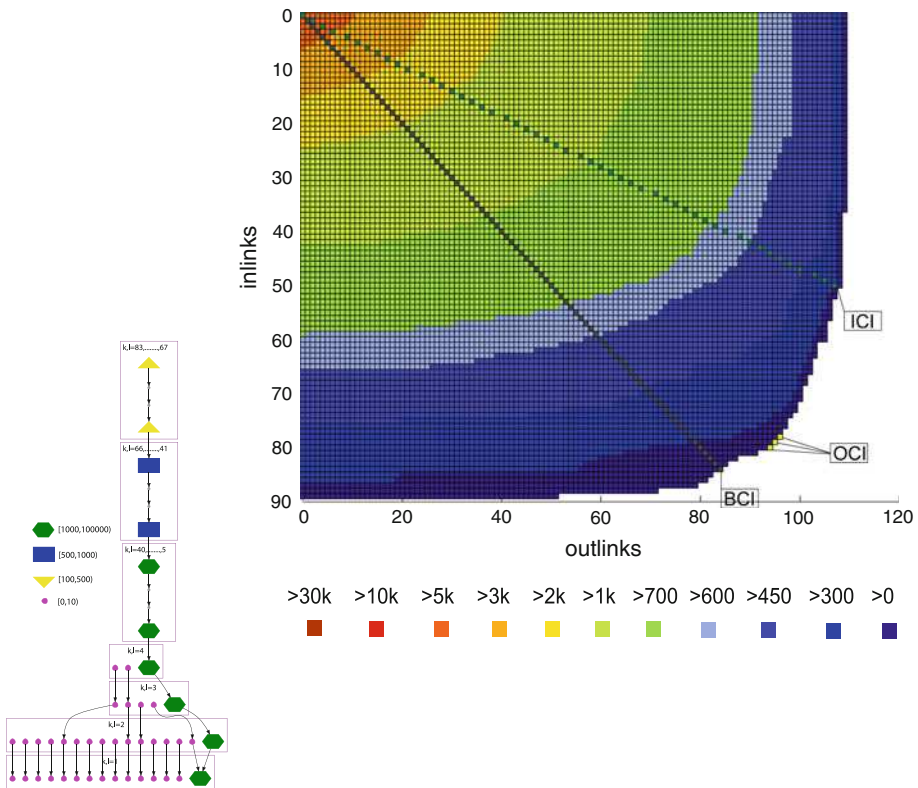 0
10
20
30
40
50
60
70
80
90
inlinks
0 20 40 60 80 100 120
outlinks
ICI
OCI
BCI
>30k >10k >5k >3k >2k >1k >700 >600 >450 >300 >0
k,l=83,.......,67
k,l=66,.......,41
k,l=40,.......,5
k,l=4
k,l=3
k,l=2
k,l=1
[1000,100000)
[500,1000)
[100,500)
[0,10)